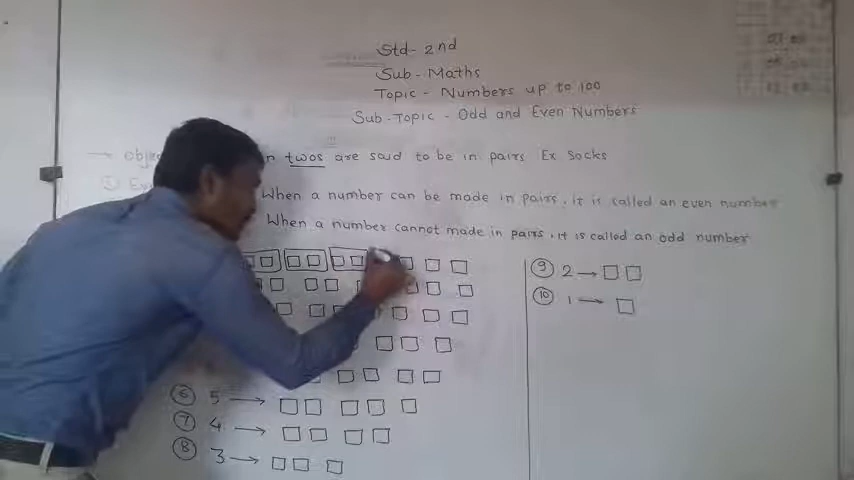 Std- 2nd
Sub- Maths
Topic - Numbers up to 100
Sub-Topic - Odd and Even Numbers
→ twos are said to be in pairs Ex Socks
When a number can be made in pairs, it is called an even number
When a number cannot made in pairs, it is called an odd number
⑥ 5 →
⑦ 4 →
⑧ 3 →
⑨ 2 →
⑩ 1 →